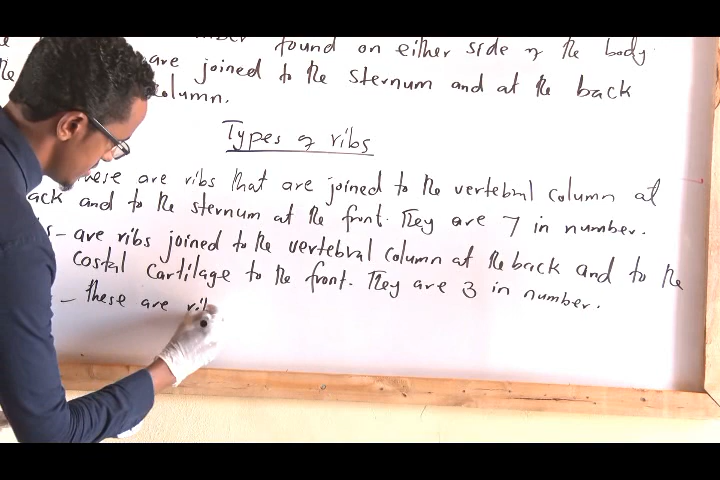 found on either side of the body.
are joined to the sternum and at the back
column.
Types of ribs
these are ribs that are joined to the vertebral column at
back and to the sternum at the front. They are 7 in number.
- are ribs joined to the vertebral column at the back and to the
costal cartilage to the front. They are 3 in number.
- these are rib